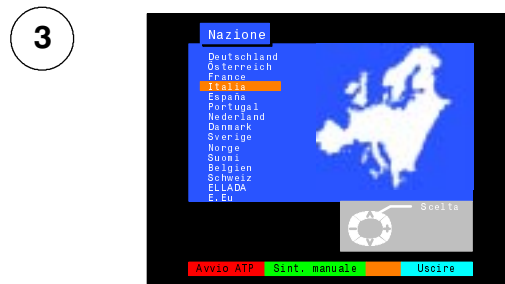 3
Nazione
Deutschland
Österreich
France
Italia
España
Portugal
Nederland
Danmark
Sverige
Norge
Suomi
Belgien
Schweiz
ELLADA
E.Eu
Scelta
Avvio ATP Sint. manuale Uscire